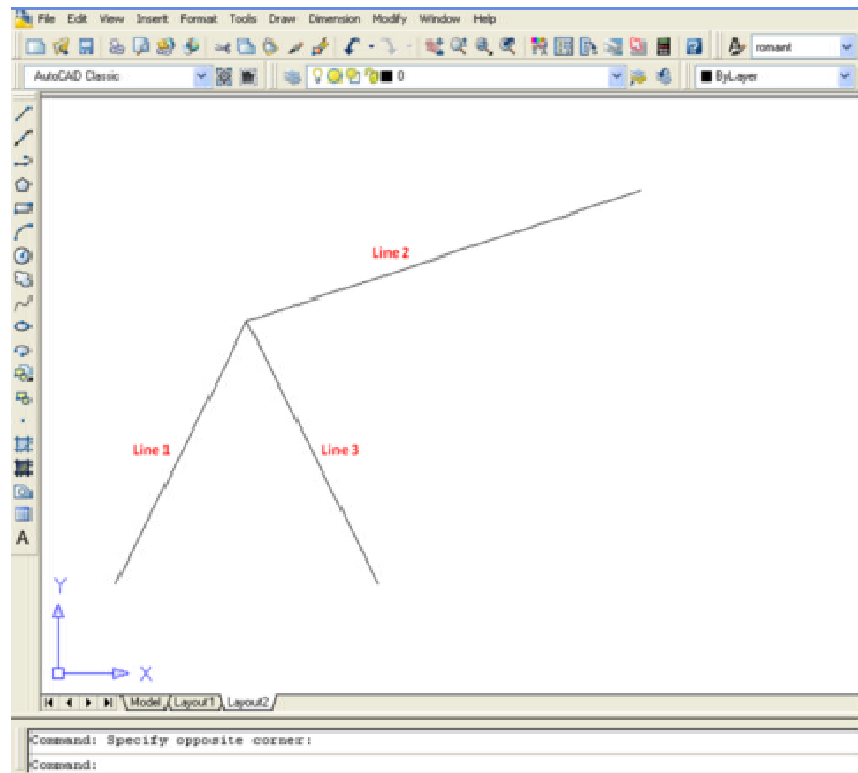 File Edit View Insert Format Tools Draw Dimension Modify Window Help
romant
AutoCAD Classic 0 ByLayer
Line 2
Line 1 Line 3
A
Y
X
Model Layout1 Layout2
Command: Specify opposite corner:
Command: